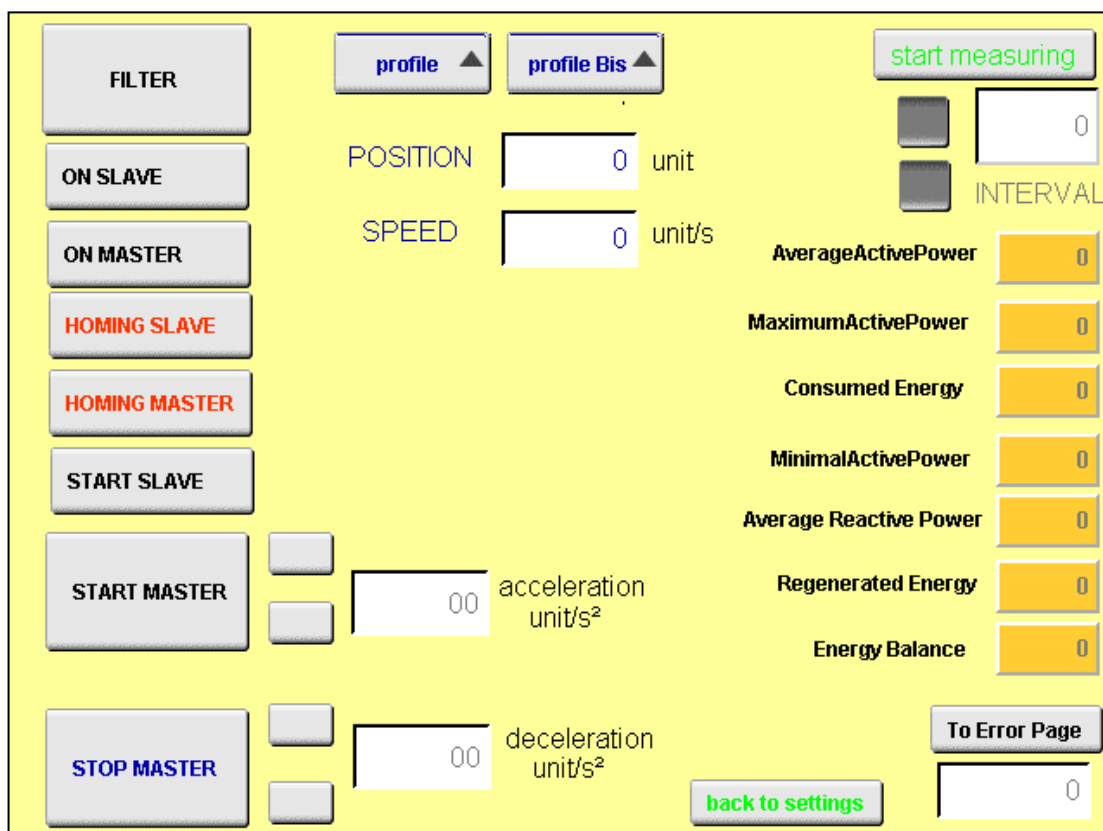 FILTER
profile
profile Bis
start measuring
0
INTERVAL
ON SLAVE
POSITION 0 unit
ON MASTER
SPEED 0 unit/s
HOMING SLAVE
HOMING MASTER
START SLAVE
START MASTER
00 acceleration
unit/s²
STOP MASTER
00 deceleration
unit/s²
AverageActivePower 0
MaximumActivePower 0
Consumed Energy 0
MinimalActivePower 0
Average Reactive Power 0
Regenerated Energy 0
Energy Balance 0
To Error Page
back to settings
0